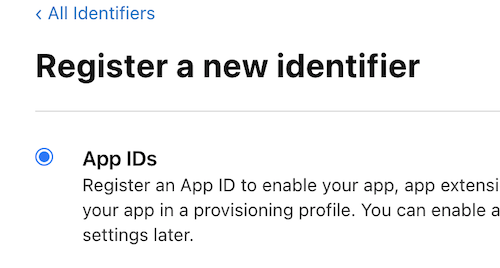 ‹ All Identifiers
Register a new identifier
App IDs
Register an App ID to enable your app, app extensi
your app in a provisioning profile. You can enable a
settings later.